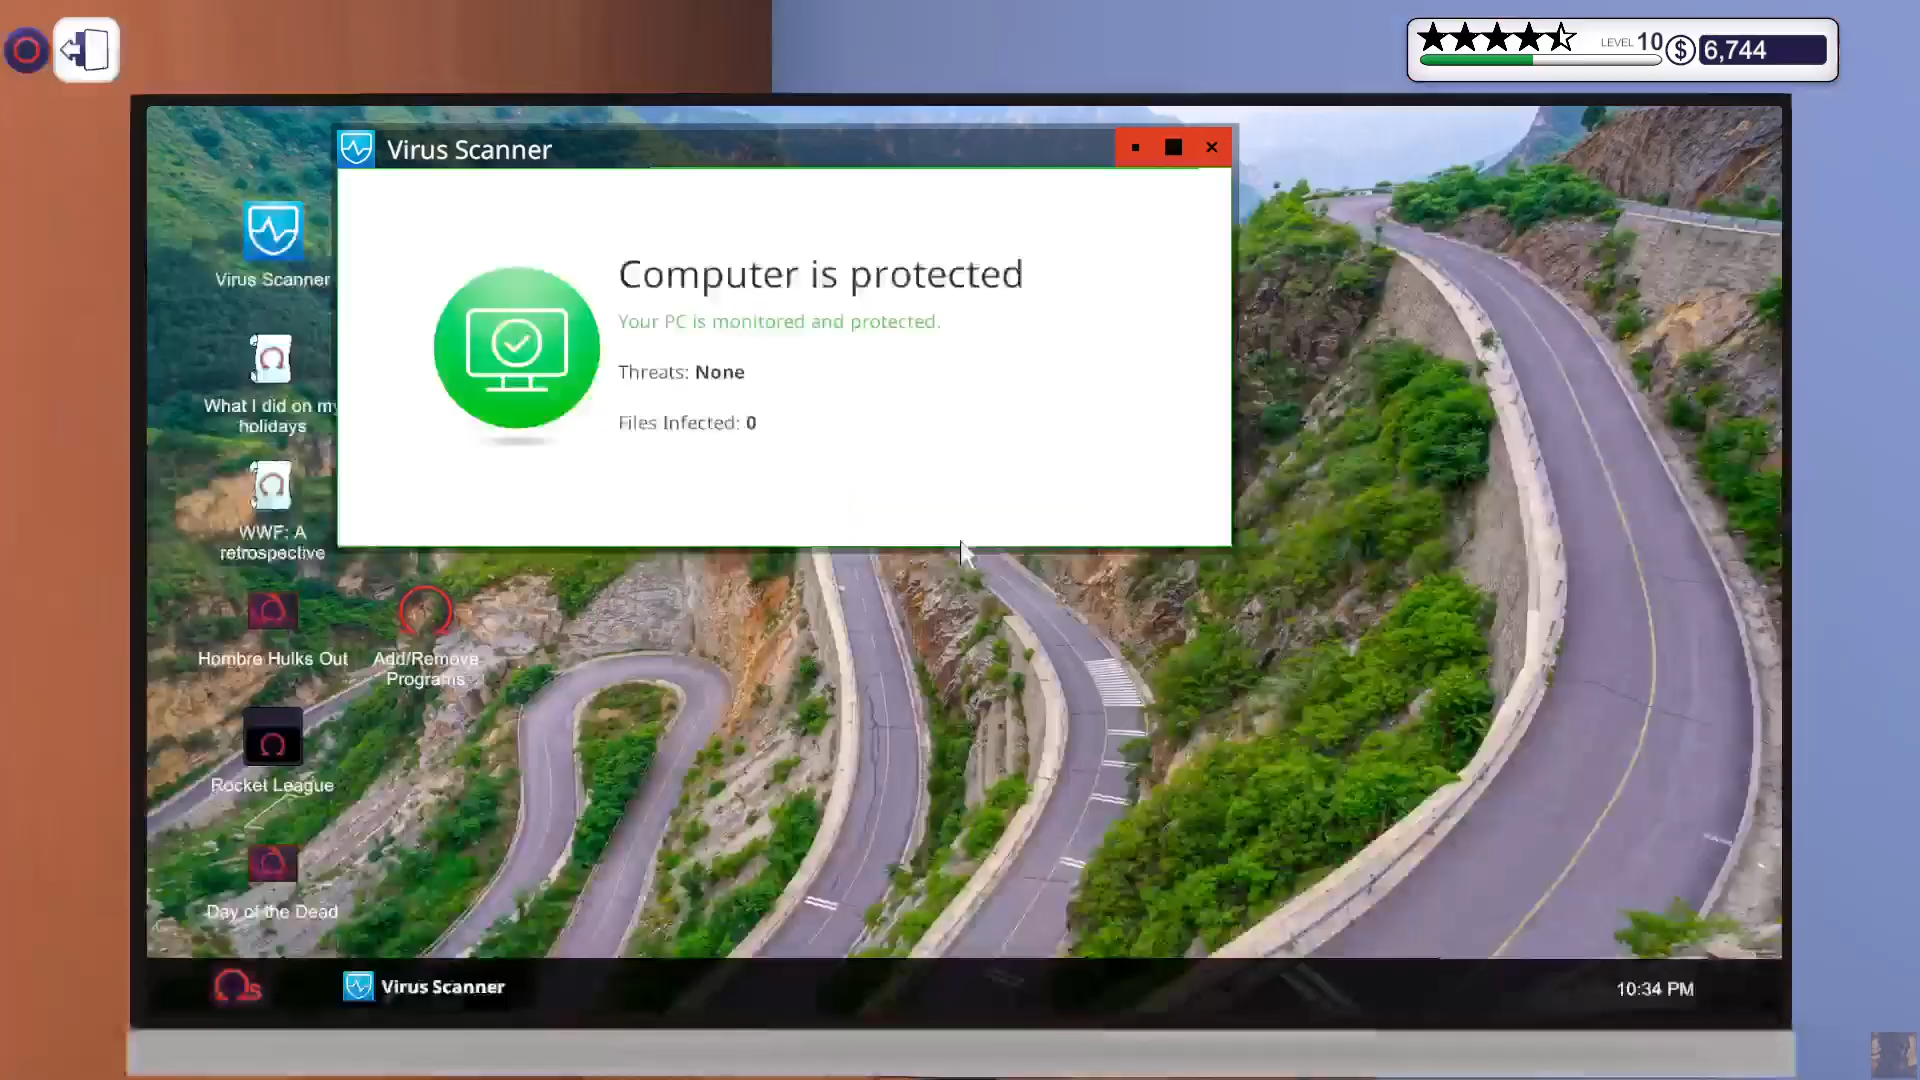 LEVEL 10
$ 6,744
Virus Scanner
Computer is protected
Your PC is monitored and protected.
Threats: None
Files Infected: 0
Virus Scanner
What I did on my
holidays
WWF: A
retrospective
Hombre Hulks Out
Add/Remove
Programs
Rocket League
Day of the Dead
Ωs
Virus Scanner
10:34 PM